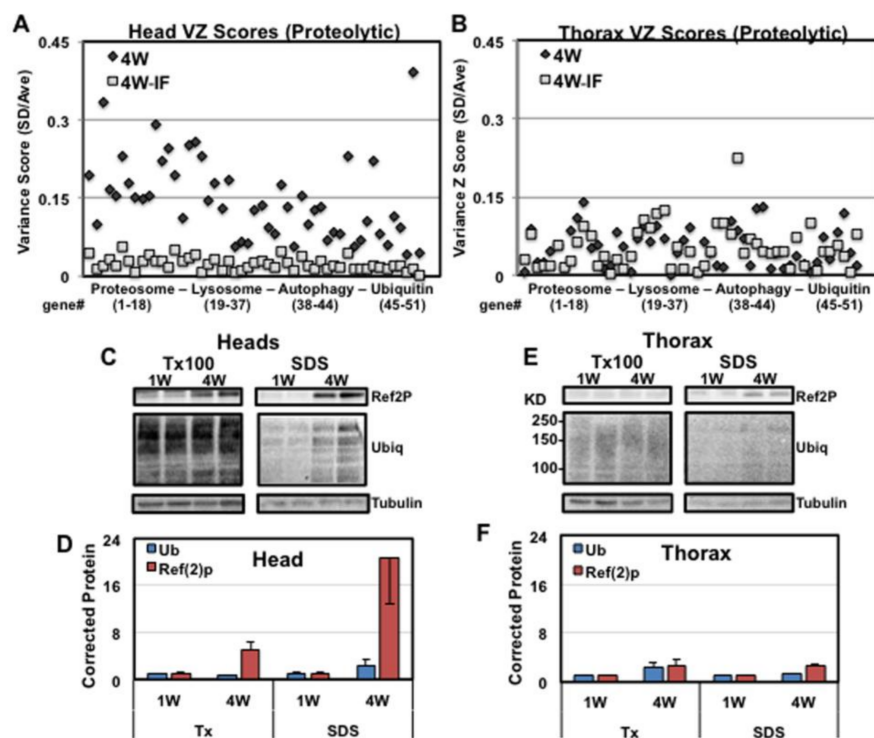 A
Head VZ Scores (Proteolytic)
0.45
0.3
0.15
0
Variance Score (SD/Ave)
4W
4W-IF
Proteosome – Lysosome – Autophagy – Ubiquitin
gene# (1-18) (19-37) (38-44) (45-51)
B
Thorax VZ Scores (Proteolytic)
0.45
0.3
0.15
0
Variance Z Score (SD/Ave)
4W
4W-IF
Proteosome – Lysosome – Autophagy – Ubiquitin
gene# (1-18) (19-37) (38-44) (45-51)
C
Heads
Tx100 SDS
1W 4W 1W 4W
Ref2P
Ubiq
Tubulin
E
Thorax
Tx100 SDS
KD 1W 4W 1W 4W
Ref2P
250
150
100
Ubiq
Tubulin
D
Head
24
16
8
0
Corrected Protein
Ub
Ref(2)p
1W 4W 1W 4W
Tx SDS
F
Thorax
24
16
8
0
Corrected Protein
Ub
Ref(2)p
1W 4W 1W 4W
Tx SDS